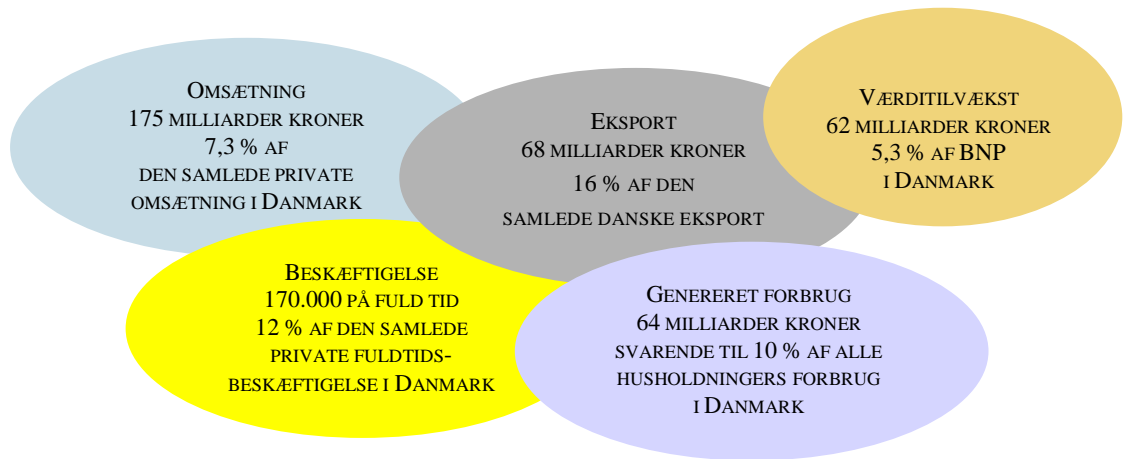 OMSÆTNING
175 MILLIARDER KRONER
7,3 % AF
DEN SAMLEDE PRIVATE
OMSÆTNING I DANMARK
EKSPORT
68 MILLIARDER KRONER
16 % AF DEN
SAMLEDE DANSKE EKSPORT
VÆRDITILVÆKST
62 MILLIARDER KRONER
5,3 % AF BNP
I DANMARK
BESKÆFTIGELSE
170.000 PÅ FULD TID
12 % AF DEN SAMLEDE
PRIVATE FULDTIDS-
BESKÆFTIGELSE I DANMARK
GENERERET FORBRUG
64 MILLIARDER KRONER
SVARENDE TIL 10 % AF ALLE
HUSHOLDNINGERS FORBRUG
I DANMARK